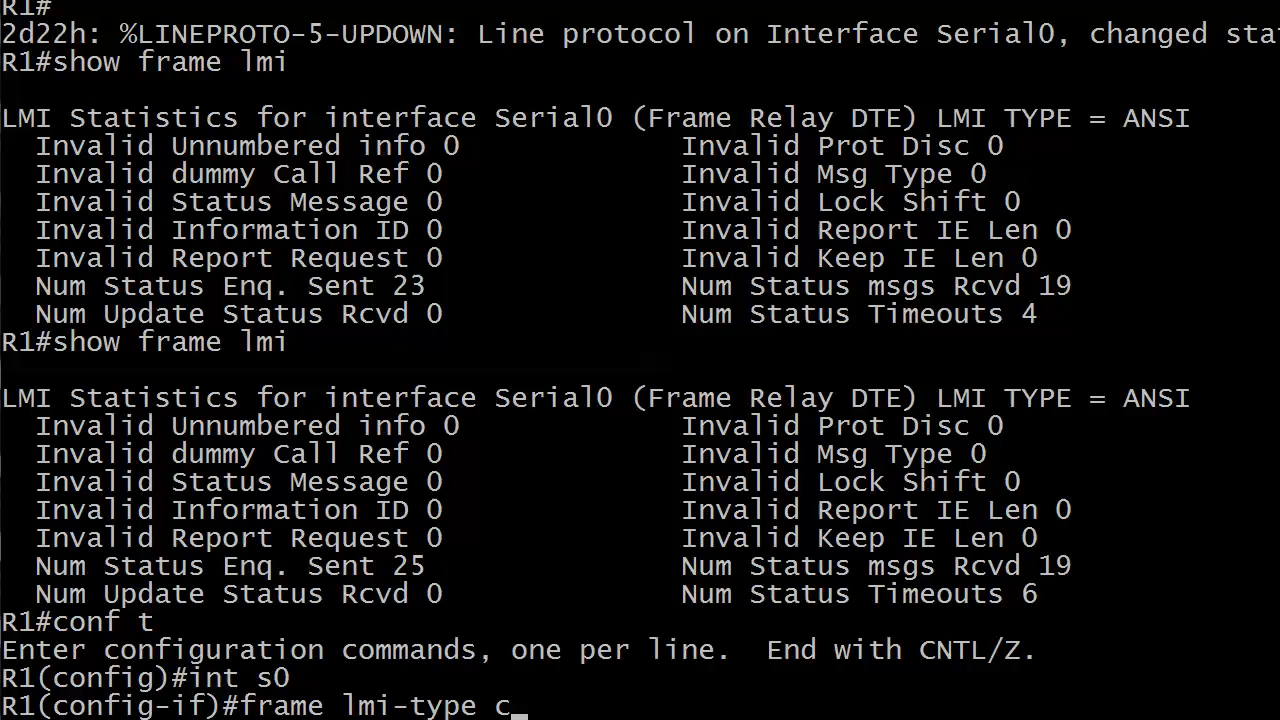 R1#
2d22h: %LINEPROTO-5-UPDOWN: Line protocol on Interface Serial0, changed sta
R1#show frame lmi
LMI Statistics for interface Serial0 (Frame Relay DTE) LMI TYPE = ANSI
Invalid Unnumbered info 0 Invalid Prot Disc 0
Invalid dummy Call Ref 0 Invalid Msg Type 0
Invalid Status Message 0 Invalid Lock Shift 0
Invalid Information ID 0 Invalid Report IE Len 0
Invalid Report Request 0 Invalid Keep IE Len 0
Num Status Enq. Sent 23 Num Status msgs Rcvd 19
Num Update Status Rcvd 0 Num Status Timeouts 4
R1#show frame lmi
LMI Statistics for interface Serial0 (Frame Relay DTE) LMI TYPE = ANSI
Invalid Unnumbered info 0 Invalid Prot Disc 0
Invalid dummy Call Ref 0 Invalid Msg Type 0
Invalid Status Message 0 Invalid Lock Shift 0
Invalid Information ID 0 Invalid Report IE Len 0
Invalid Report Request 0 Invalid Keep IE Len 0
Num Status Enq. Sent 25 Num Status msgs Rcvd 19
Num Update Status Rcvd 0 Num Status Timeouts 6
R1#conf t
Enter configuration commands, one per line.  End with CNTL/Z.
R1(config)#int s0
R1(config-if)#frame lmi-type c_